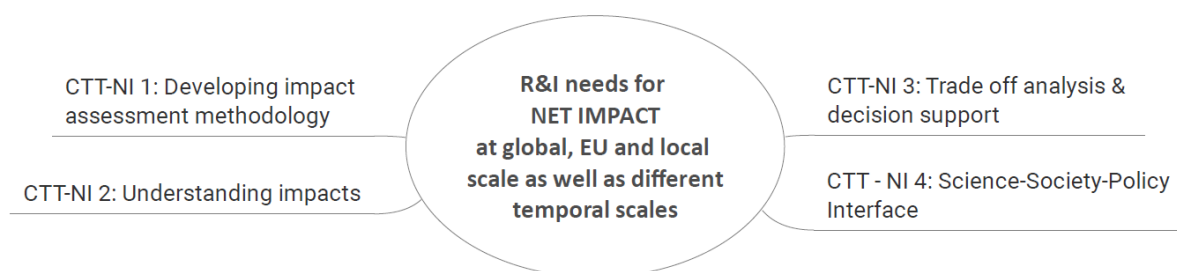 CTT-NI 1: Developing impact
assessment methodology
CTT-NI 2: Understanding impacts
R&I needs for
NET IMPACT
at global, EU and local
scale as well as different
temporal scales
CTT-NI 3: Trade off analysis &
decision support
CTT - NI 4: Science-Society-Policy
Interface